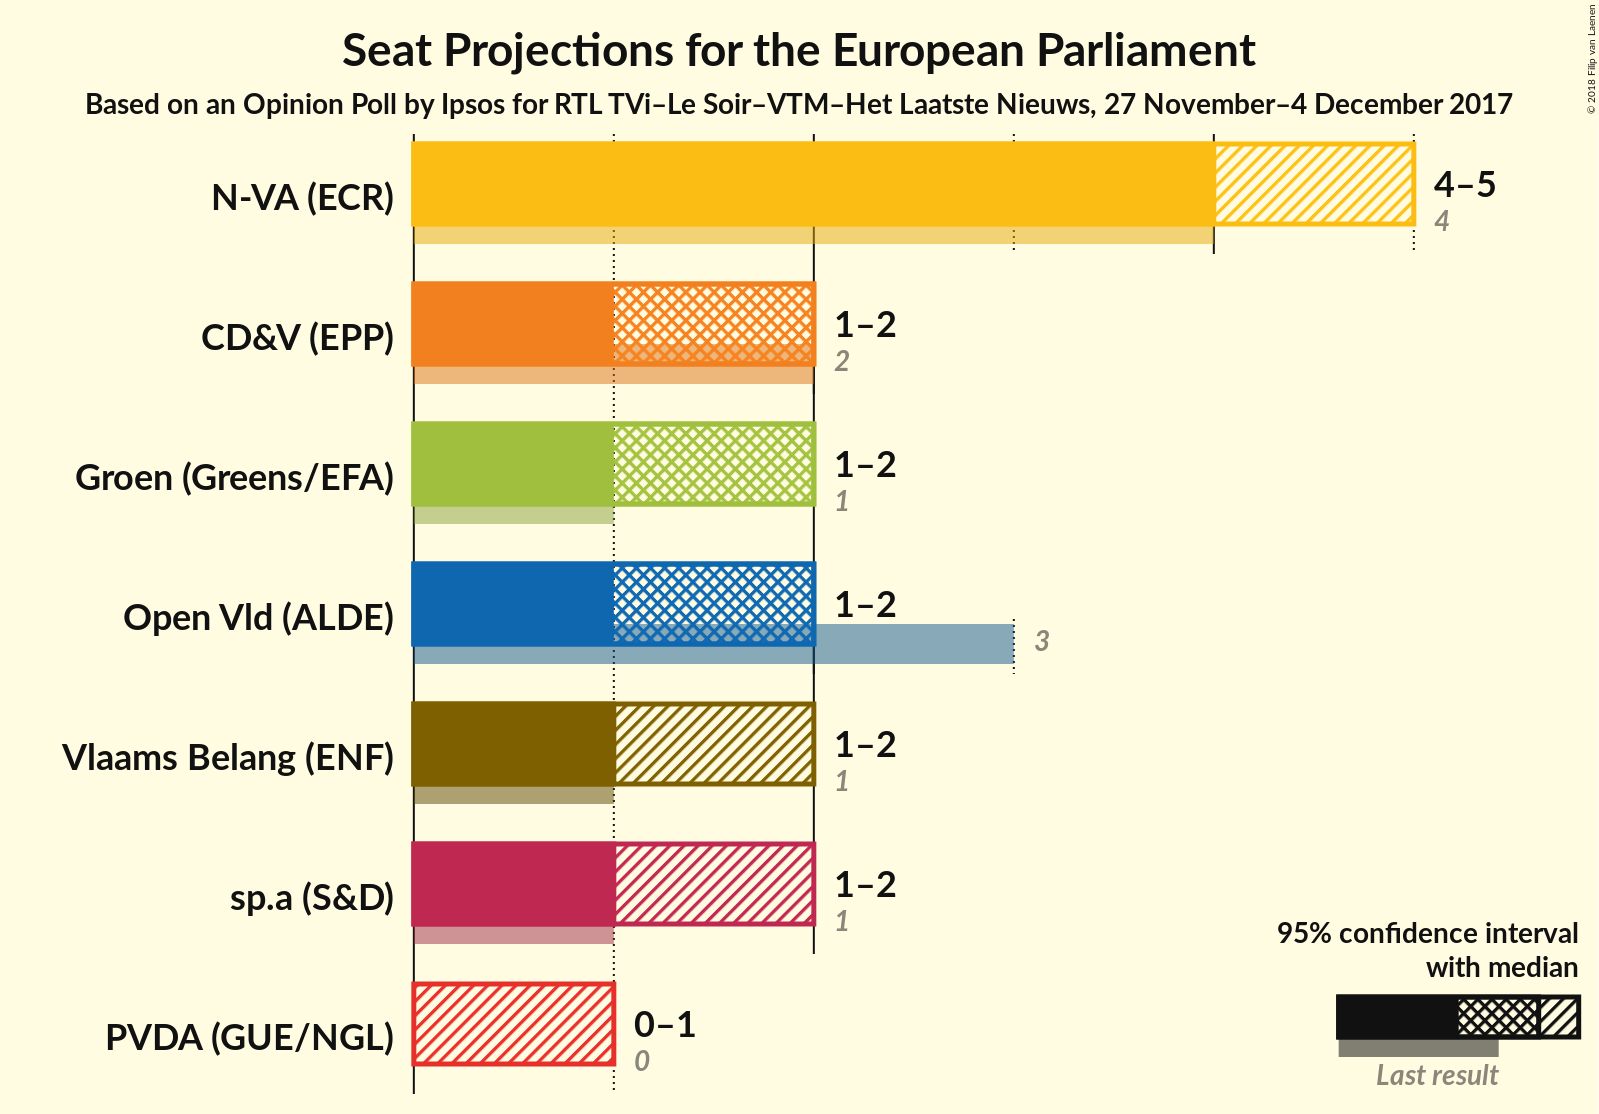 Seat Projections for the European Parliament
Based on an Opinion Poll by Ipsos for RTL TVi–Le Soir–VTM–Het Laatste Nieuws, 27 November–4 December 2017
© 2018 Filip van Laenen
N-VA (ECR)
4–5
4
CD&V (EPP)
1–2
2
Groen (Greens/EFA)
1–2
1
Open Vld (ALDE)
1–2
3
Vlaams Belang (ENF)
1–2
1
sp.a (S&D)
1–2
1
PVDA (GUE/NGL)
0–1
0
95% confidence interval
with median
Last result